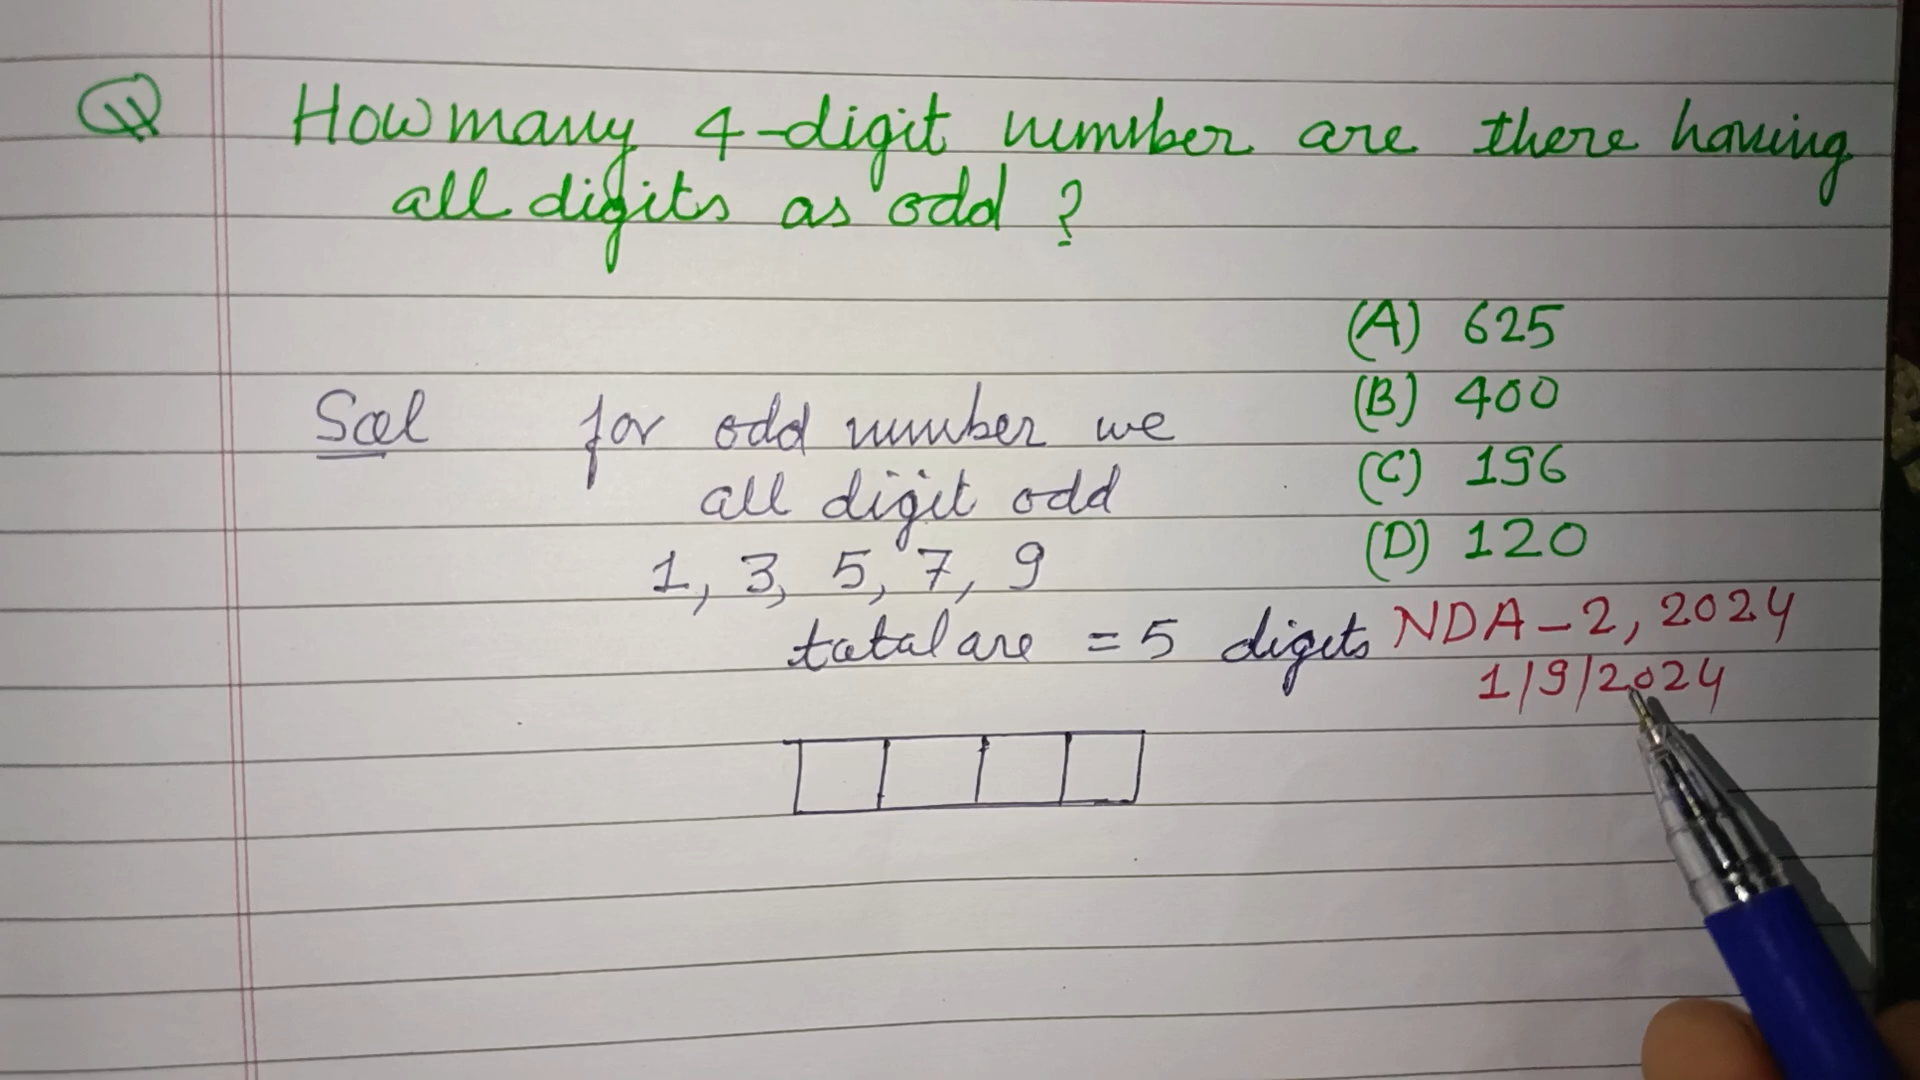 Q How many 4-digit number are there having
all digits as odd ?
(A) 625
(B) 400
(C) 196
(D) 120
Sol for odd number we
all digit odd
1, 3, 5, 7, 9
total are = 5 digits
NDA-2, 2024
1/9/2024